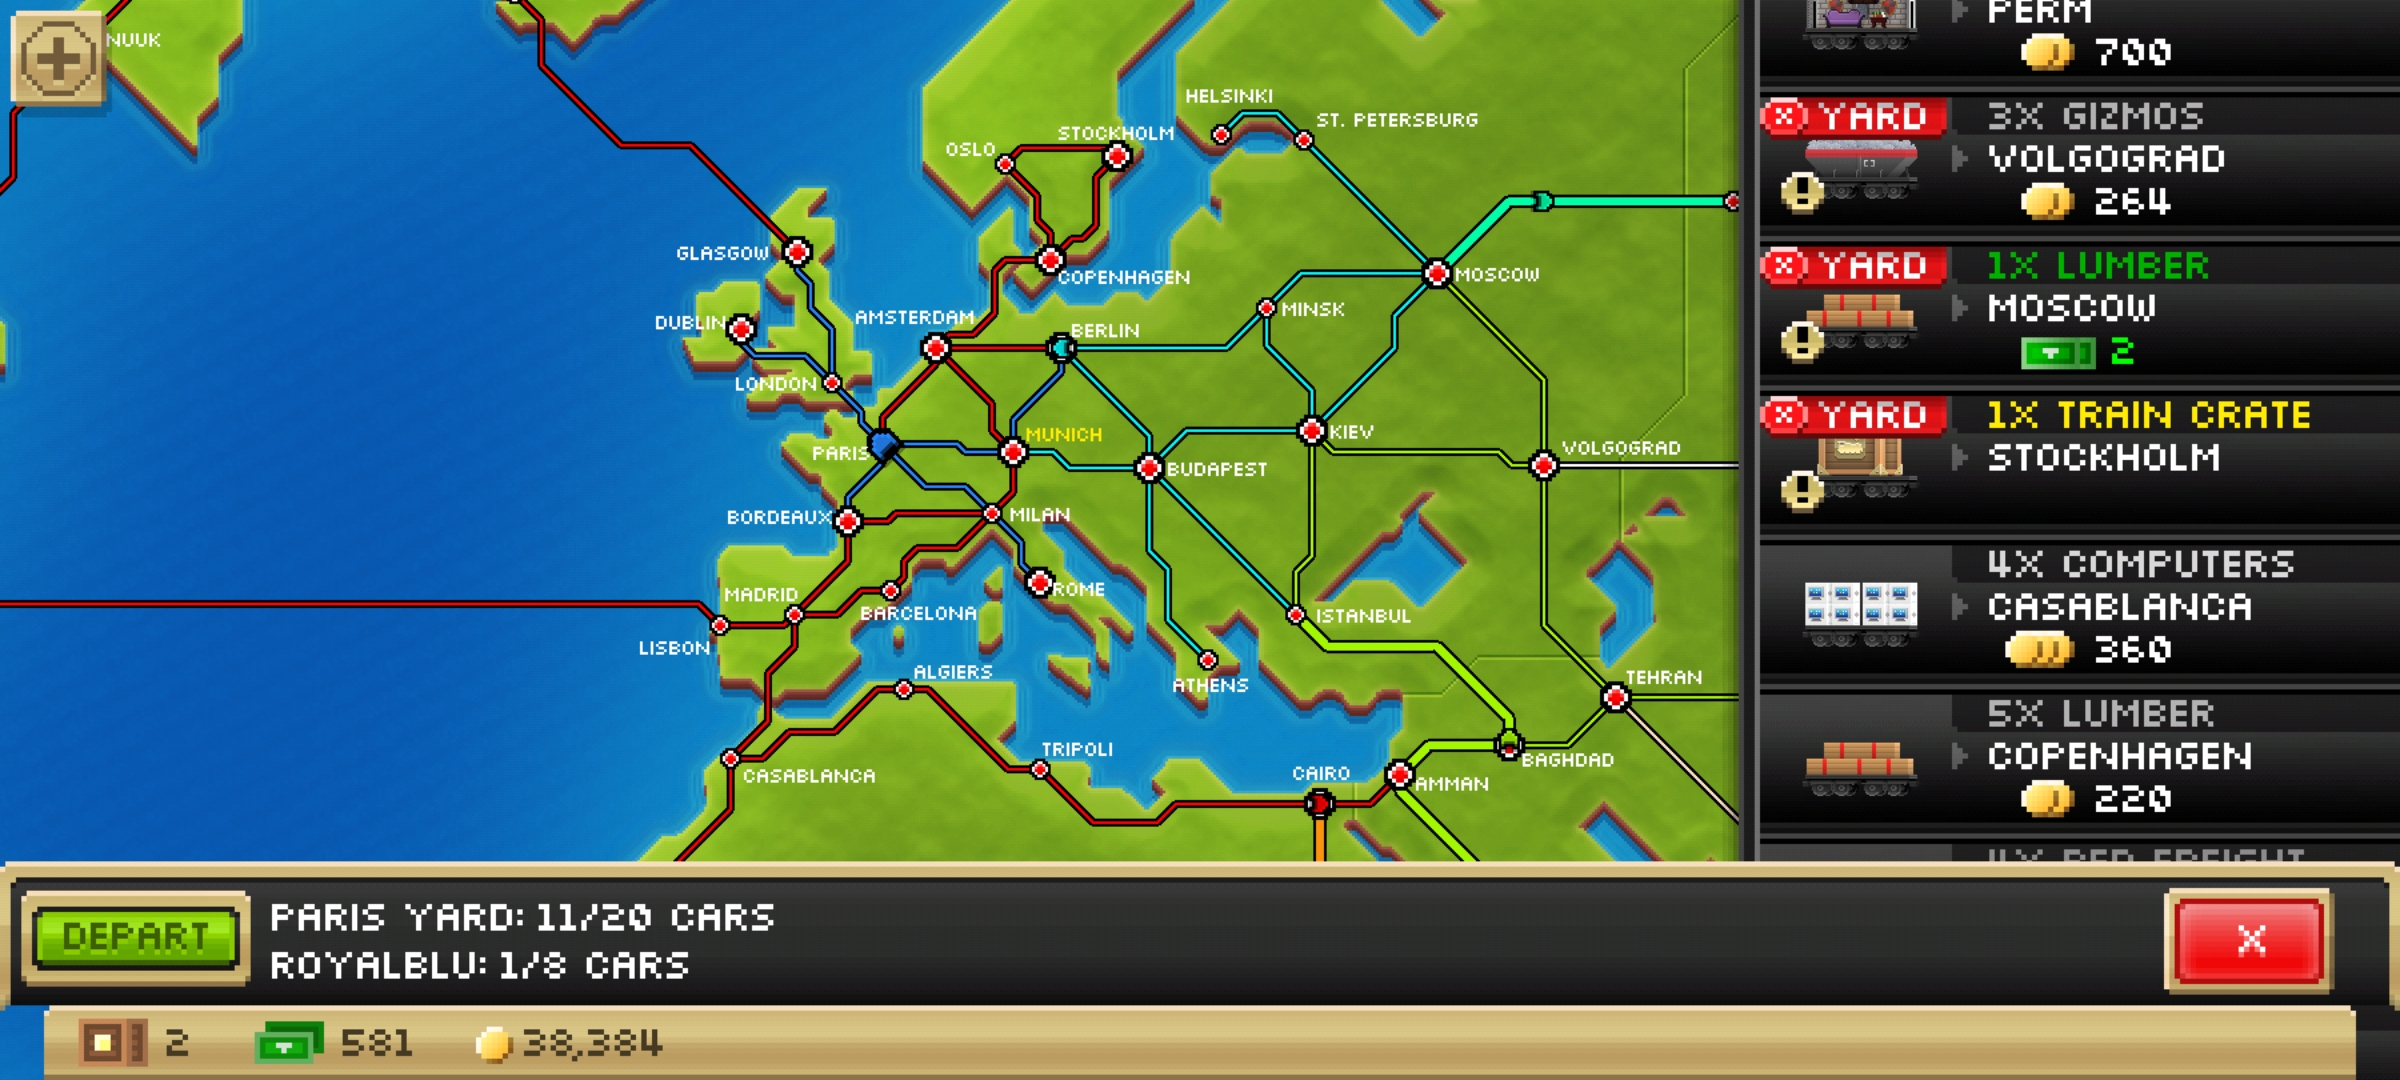 NUUK
HELSINKI
ST. PETERSBURG
STOCKHOLM
OSLO
GLASGOW
COPENHAGEN
MOSCOW
DUBLIN
AMSTERDAM
BERLIN
MINSK
LONDON
PARIS
MUNICH
KIEV
VOLGOGRAD
BUDAPEST
BORDEAUX
MILAN
MADRID
ROME
BARCELONA
ISTANBUL
LISBON
ALGIERS
ATHENS
TEHRAN
TRIPOLI
CASABLANCA
CAIRO
BAGHDAD
AMMAN
PERM
700
YARD
3X GIZMOS
VOLGOGRAD
264
YARD
1X LUMBER
MOSCOW
2
YARD
1X TRAIN CRATE
STOCKHOLM
4X COMPUTERS
CASABLANCA
360
5X LUMBER
COPENHAGEN
220
DEPART
PARIS YARD: 11/20 CARS
ROYALBLU: 1/8 CARS
X
2
581
38,384